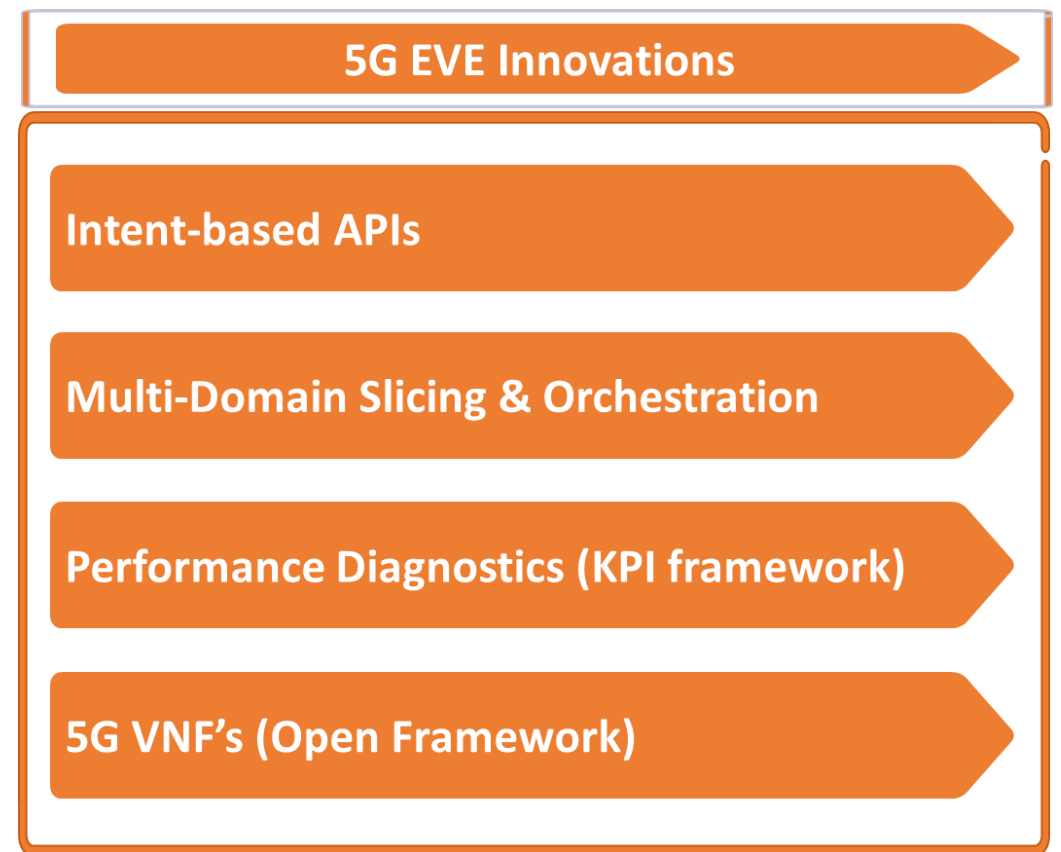 5G EVE Innovations
Intent-based APIs
Multi-Domain Slicing & Orchestration
Performance Diagnostics (KPI framework)
5G VNF’s (Open Framework)